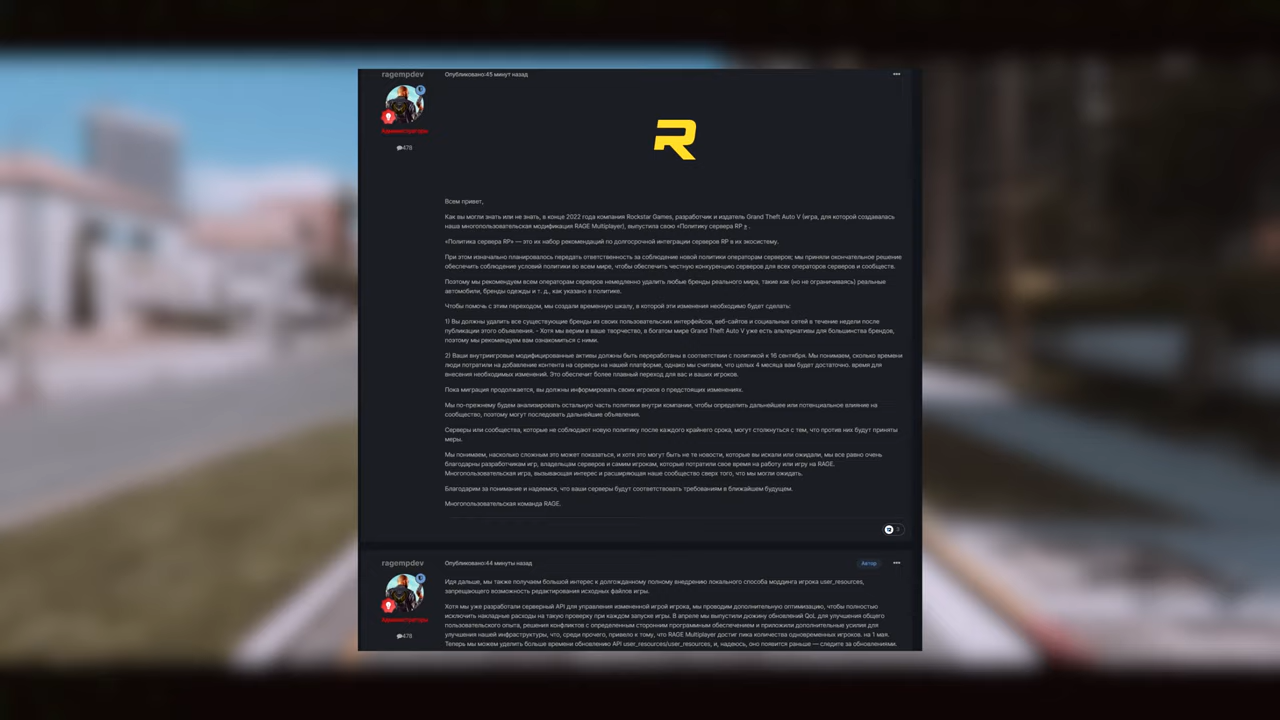 ragempdev
Опубликовано 45 минут назад
Администраторы
478
Всем привет,
Как вы могли знать или не знать, в конце 2022 года компания Rockstar Games, разработчик и издатель Grand Theft Auto V (игра, для которой создавалась
наша многопользовательская модификация RAGE Multiplayer), выпустила свою «Политику сервера RP» .
«Политика сервера RP» — это их набор рекомендаций по долгосрочной интеграции серверов RP в их экосистему.
При этом изначально планировалось передать ответственность за соблюдение новой политики операторам серверов; мы приняли окончательное решение
обеспечить соблюдение условий политики во всем мире, чтобы обеспечить честную конкуренцию серверов для всех операторов серверов и сообществ.
Поэтому мы рекомендуем всем операторам серверов немедленно удалить любые бренды реального мира, такие как (но не ограничиваясь) реальные
автомобили, бренды одежды и т. д., как указано в политике.
Чтобы помочь с этим переходом, мы создали временную шкалу, в которой эти изменения необходимо будет сделать:
1) Вы должны удалить все существующие бренды из своих пользовательских интерфейсов, веб-сайтов и социальных сетей в течение недели после
публикации этого объявления. - Хотя мы верим в ваше творчество, в богатом мире Grand Theft Auto V уже есть альтернативы для большинства брендов,
поэтому мы рекомендуем вам ознакомиться с ними.
2) Ваши внутриигровые модифицированные активы должны быть переработаны в соответствии с политикой к 16 сентября. Мы понимаем, сколько времени
люди потратили на добавление контента на серверы на нашей платформе, однако мы считаем, что целых 4 месяца вам будет достаточно. время для
внесения необходимых изменений. Это обеспечит более плавный переход для вас и ваших игроков.
Пока миграция продолжается, вы должны информировать своих игроков о предстоящих изменениях.
Мы по-прежнему будем анализировать остальную часть политики внутри компании, чтобы определить дальнейшее или потенциальное влияние на
сообщество, поэтому могут последовать дальнейшие объявления.
Серверы или сообщества, которые не соблюдают новую политику после каждого крайнего срока, могут столкнуться с тем, что против них будут приняты
меры.
Мы понимаем, насколько сложным это может показаться, и хотя это могут быть не те новости, которые вы искали или ожидали, мы все равно очень
благодарны разработчикам игр, владельцам серверов и самим игрокам, которые потратили свое время на работу или игру на RAGE.
Многопользовательская игра, вызывающая интерес и расширяющая наше сообщество сверх того, что мы могли ожидать.
Благодарим за понимание и надеемся, что ваши серверы будут соответствовать требованиям в ближайшем будущем.
Многопользовательская команда RAGE.
3
ragempdev
Опубликовано 44 минуты назад
Автор
Администраторы
478
Идя дальше, мы также получаем большой интерес к долгожданному полному внедрению локального способа моддинга игрока user_resources,
запрещающего возможность редактирования исходных файлов игры.
Хотя мы уже разработали серверный API для управления измененной игрой игрока, мы проводим дополнительную оптимизацию, чтобы полностью
исключить накладные расходы на такую проверку при каждом запуске игры. В апреле мы выпустили дюжину обновлений QoL для улучшения общего
пользовательского опыта, решения конфликтов с определенным сторонним программным обеспечением и приложили дополнительные усилия для
улучшения нашей инфраструктуры, что, среди прочего, привело к тому, что RAGE Multiplayer достиг пика количества одновременных игроков. на 1 мая.
Теперь мы можем удалить больше времени обновлению API user_resources/user_resources, и, надеюсь, оно появится раньше — следите за обновлениями.